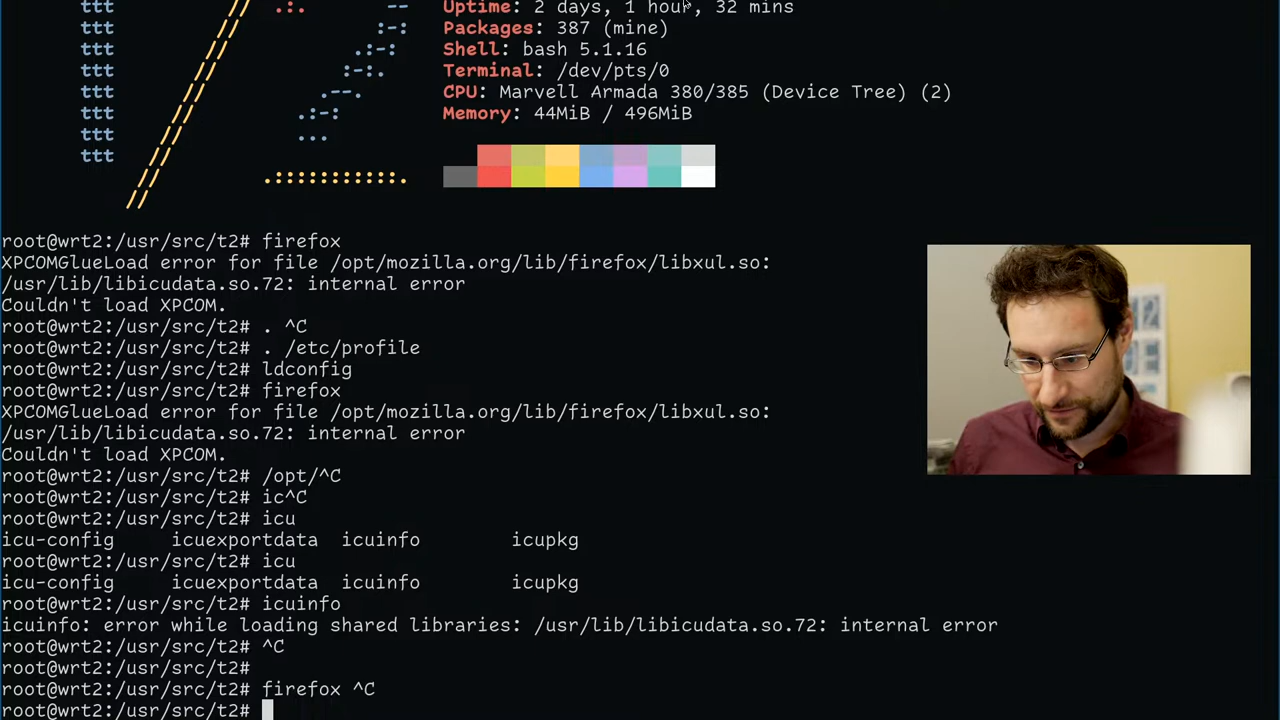 ttt // .:. -- Uptime: 2 days, 1 hour, 32 mins
ttt // :-: Packages: 387 (mine)
ttt // .:-: Shell: bash 5.1.16
ttt // :-:. Terminal: /dev/pts/0
ttt // .--. CPU: Marvell Armada 380/385 (Device Tree) (2)
ttt // .:-: Memory: 44MiB / 496MiB
ttt // ...
ttt //
// .:::::::::::.
//
root@wrt2:/usr/src/t2# firefox
XPCOMGlueLoad error for file /opt/mozilla.org/lib/firefox/libxul.so:
/usr/lib/libicudata.so.72: internal error
Couldn't load XPCOM.
root@wrt2:/usr/src/t2# . ^C
root@wrt2:/usr/src/t2# . /etc/profile
root@wrt2:/usr/src/t2# ldconfig
root@wrt2:/usr/src/t2# firefox
XPCOMGlueLoad error for file /opt/mozilla.org/lib/firefox/libxul.so:
/usr/lib/libicudata.so.72: internal error
Couldn't load XPCOM.
root@wrt2:/usr/src/t2# /opt/^C
root@wrt2:/usr/src/t2# ic^C
root@wrt2:/usr/src/t2# icu
icu-config icuexportdata icuinfo icupkg
root@wrt2:/usr/src/t2# icu
icu-config icuexportdata icuinfo icupkg
root@wrt2:/usr/src/t2# icuinfo
icuinfo: error while loading shared libraries: /usr/lib/libicudata.so.72: internal error
root@wrt2:/usr/src/t2# ^C
root@wrt2:/usr/src/t2#
root@wrt2:/usr/src/t2# firefox ^C
root@wrt2:/usr/src/t2#